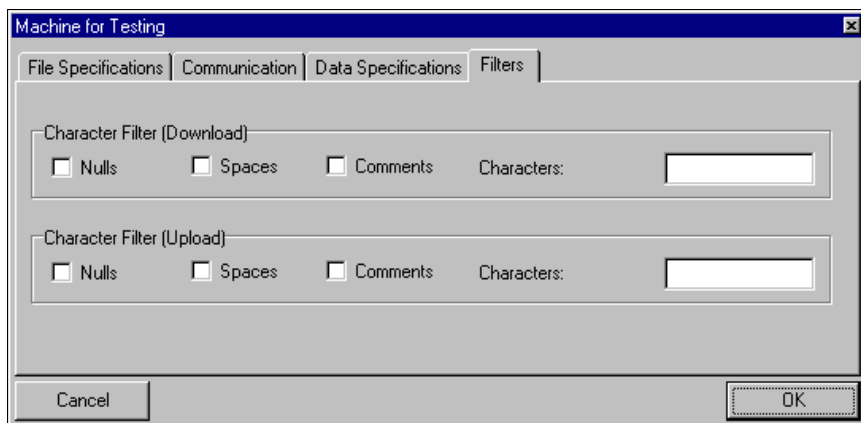 Machine for Testing
File Specifications Communication Data Specifications Filters
Character Filter (Download)
Nulls Spaces Comments Characters:
Character Filter (Upload)
Nulls Spaces Comments Characters:
Cancel OK